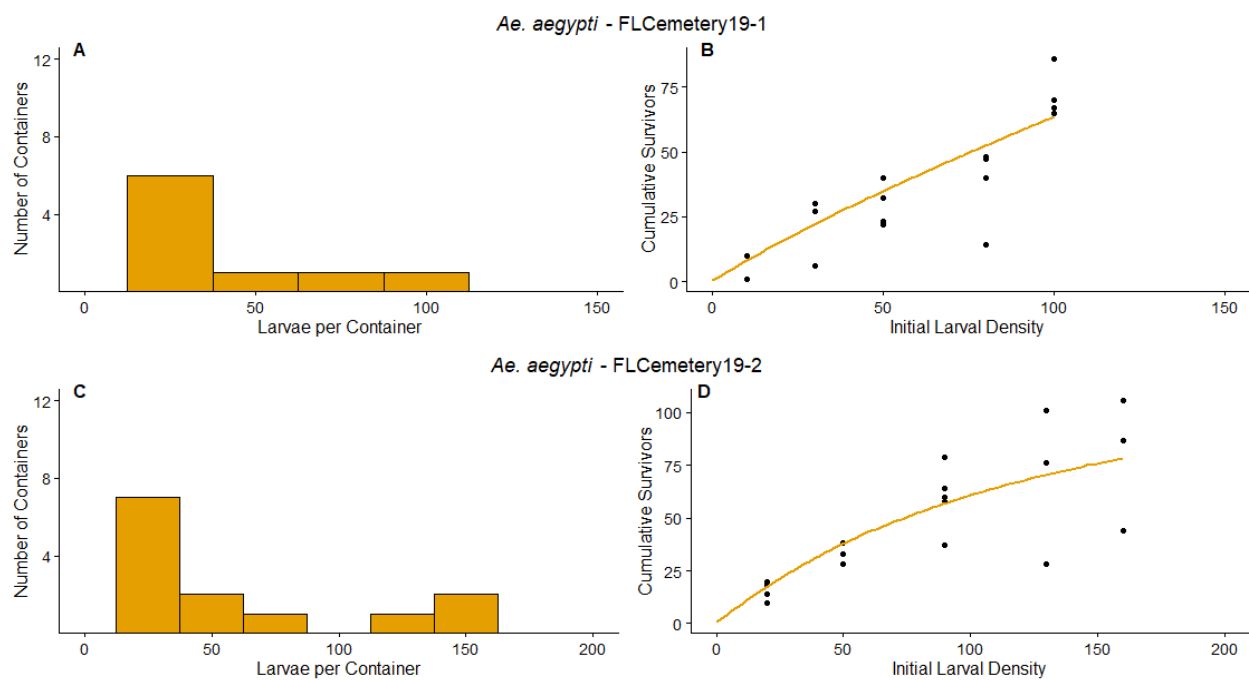 Ae. aegypti - FLCemetery19-1
A
12
8
4
Number of Containers
0
50
100
150
Larvae per Container
B
75
50
25
0
Cumulative Survivors
0
50
100
150
Initial Larval Density
Ae. aegypti - FLCemetery19-2
C
12
8
4
Number of Containers
0
50
100
150
200
Larvae per Container
D
100
75
50
25
0
Cumulative Survivors
0
50
100
150
200
Initial Larval Density